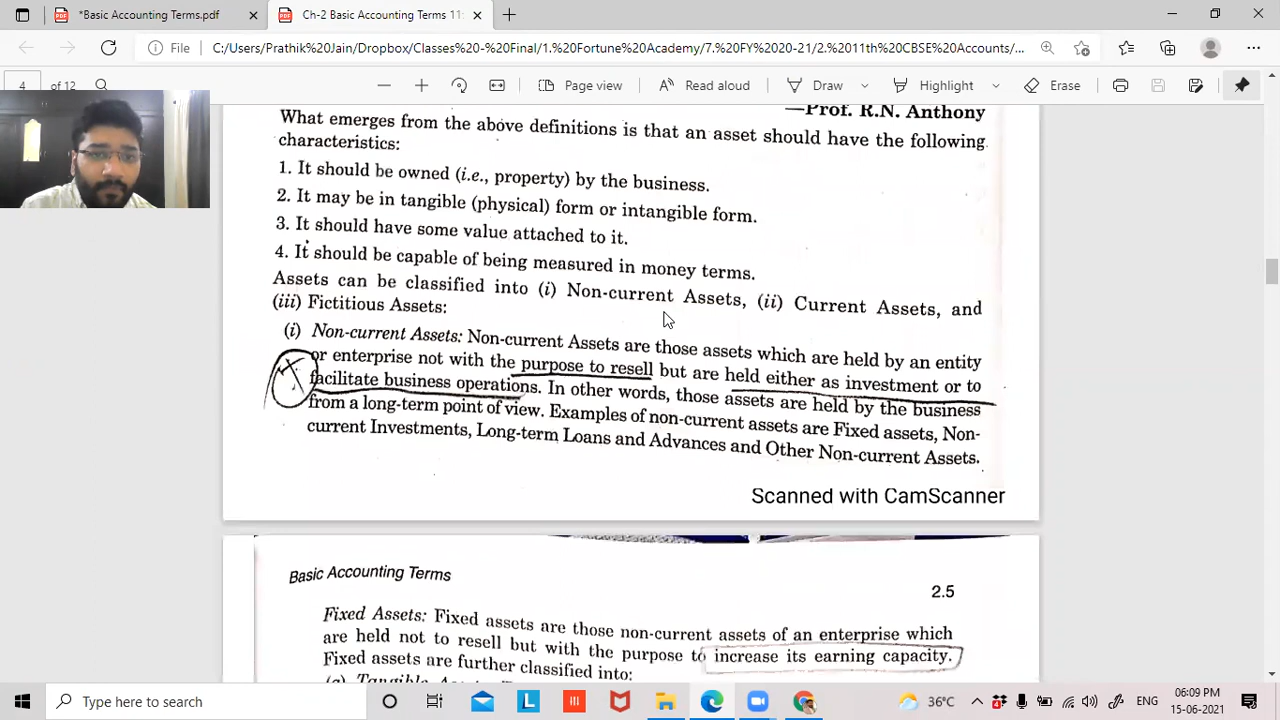 *Basic Accounting Terms
Ch-2 Basic Accounting Terms 11
File
C:/Users/Prathik%20Jain/Dropbox/Classes%20-%20Final/1.%20Fortune%20Academy/7.%20FY%2020-21/2.%2011th%20CBSE%20Accounts/...
4 of 12
Page view
Read aloud
Draw
Highlight
Erase
—Prof. R.N. Anthony
What emerges from the above definitions is that an asset should have the following
characteristics:
1. It should be owned (i.e., property) by the business.
2. It may be in tangible (physical) form or intangible form.
3. It should have some value attached to it.
4. It should be capable of being measured in money terms.
Assets can be classified into (i) Non-current Assets, (ii) Current Assets, and
(iii) Fictitious Assets:
(i) Non-current Assets: Non-current Assets are those assets which are held by an entity
or enterprise not with the purpose to resell but are held either as investment or to
facilitate business operations. In other words, those assets are held by the business
from a long-term point of view. Examples of non-current assets are Fixed assets, Non-
current Investments, Long-term Loans and Advances and Other Non-current Assets.
Scanned with CamScanner
Basic Accounting Terms
2.5
Fixed Assets: Fixed assets are those non-current assets of an enterprise which
are held not to resell but with the purpose to increase its earning capacity.
Fixed assets are further classified into:
(a) Tangible
Type here to search
L
36°C
06:09 PM
15-06-2021